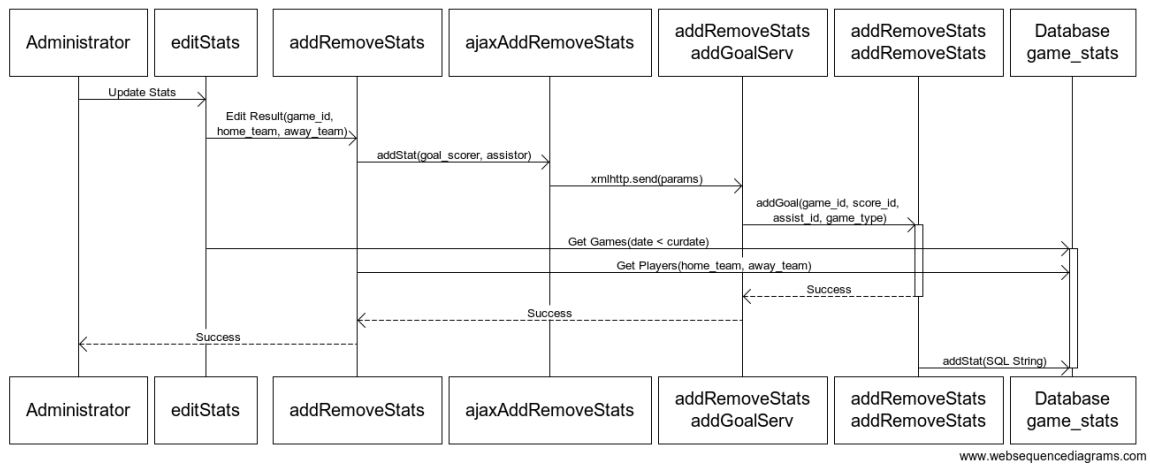 Administrator
editStats
addRemoveStats
ajaxAddRemoveStats
addRemoveStats
addGoalServ
addRemoveStats
addRemoveStats
Database
game_stats
Update Stats
Edit Result(game_id,
home_team, away_team)
addStat(goal_scorer, assistor)
xmlhttp.send(params)
addGoal(game_id, score_id,
assist_id, game_type)
Get Games(date < curdate)
Get Players(home_team, away_team)
Success
Success
Success
addStat(SQL String)
Administrator
editStats
addRemoveStats
ajaxAddRemoveStats
addRemoveStats
addGoalServ
addRemoveStats
addRemoveStats
Database
game_stats
www.websequencediagrams.com